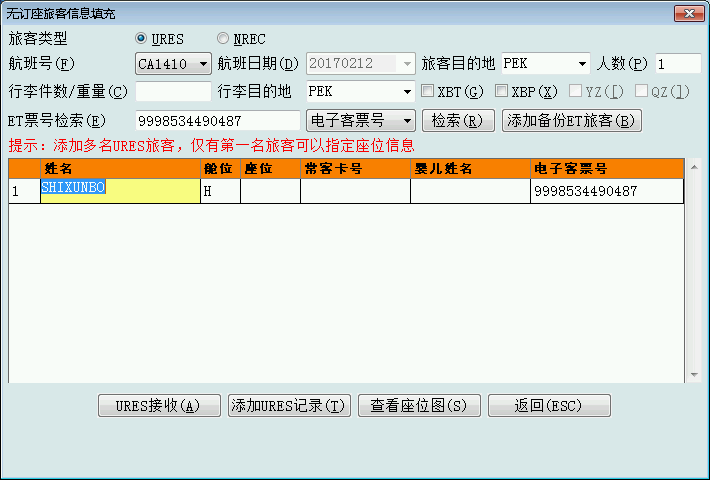 无订座旅客信息填充
旅客类型 URES NREC
航班号(F) CA1410 航班日期(D) 20170212 旅客目的地 PEK 人数(P) 1
行李件数/重量(C) 行李目的地 PEK XBT(G) XBP(X) YZ([) QZ(])
ET票号检索(E) 9998534490487 电子客票号 检索(R) 添加备份ET旅客(B)
提示：添加多名URES旅客，仅有第一名旅客可以指定座位信息
姓名 舱位 座位 常客卡号 婴儿姓名 电子客票号
1 SHIXUNBO H 9998534490487
URES接收(A) 添加URES记录(T) 查看座位图(S) 返回(ESC)